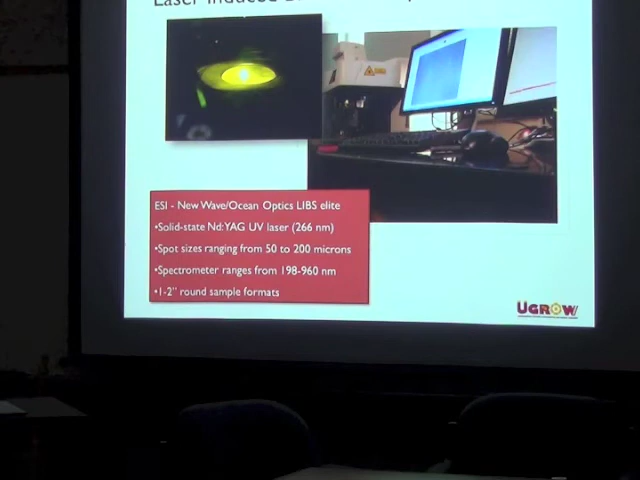 Laser Induced
ESI - New Wave/Ocean Optics LIBS elite
•Solid-state Nd:YAG UV laser (266 nm)
•Spot sizes ranging from 50 to 200 microns
•Spectrometer ranges from 198-960 nm
•1-2" round sample formats
UGROW